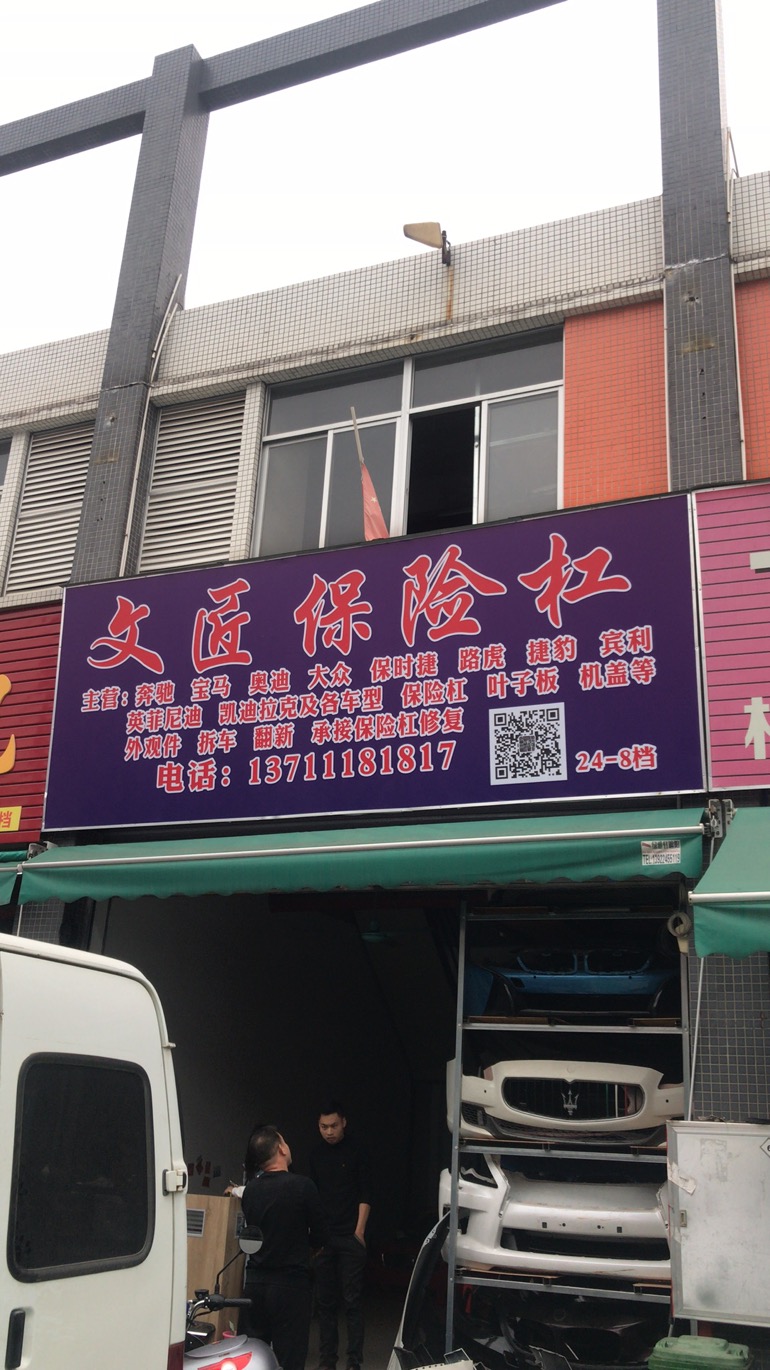 文匠保险杠
主营：奔驰 宝马 奥迪 大众 保时捷 路虎 捷豹 宾利
英菲尼迪 凯迪拉克及各车型 保险杠 叶子板 机盖等
外观件 拆车 翻新 承接保险杠修复
电话：13711181817
24-8档
档